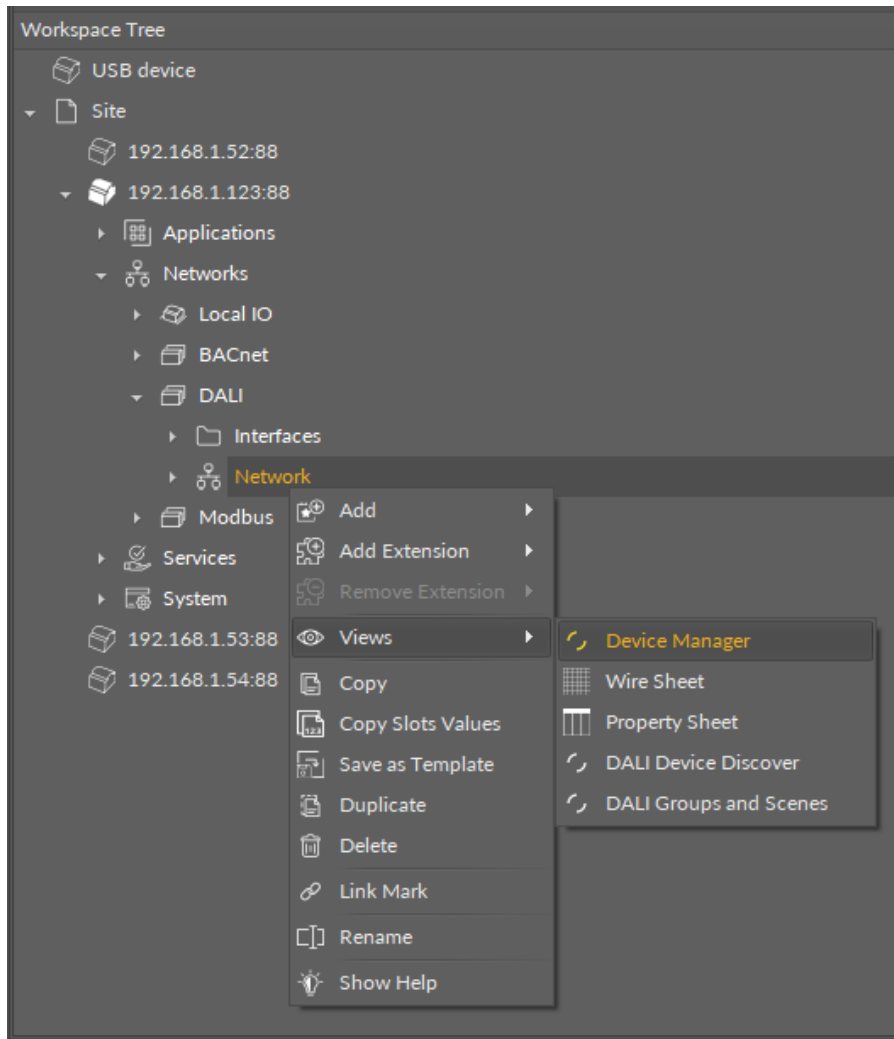 Workspace Tree
USB device
Site
192.168.1.52:88
192.168.1.123:88
Applications
Networks
Local IO
BACnet
DALI
Interfaces
Network
Modbus
Services
System
192.168.1.53:88
192.168.1.54:88
Add
Add Extension
Remove Extension
Views
Copy
Copy Slots Values
Save as Template
Duplicate
Delete
Link Mark
Rename
Show Help
Device Manager
Wire Sheet
Property Sheet
DALI Device Discover
DALI Groups and Scenes